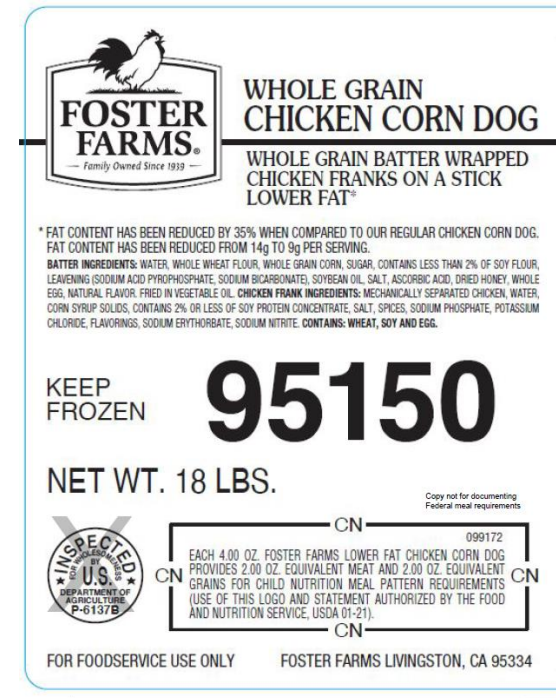 FOSTER
FARMS®
Family Owned Since 1939
WHOLE GRAIN
CHICKEN CORN DOG
WHOLE GRAIN BATTER WRAPPED
CHICKEN FRANKS ON A STICK
LOWER FAT*
* FAT CONTENT HAS BEEN REDUCED BY 35% WHEN COMPARED TO OUR REGULAR CHICKEN CORN DOG.
FAT CONTENT HAS BEEN REDUCED FROM 14g TO 9g PER SERVING.
BATTER INGREDIENTS: WATER, WHOLE WHEAT FLOUR, WHOLE GRAIN CORN, SUGAR, CONTAINS LESS THAN 2% OF SOY FLOUR,
LEAVENING (SODIUM ACID PYROPHOSPHATE, SODIUM BICARBONATE), SOYBEAN OIL, SALT, ASCORBIC ACID, DRIED HONEY, WHOLE
EGG, NATURAL FLAVOR. FRIED IN VEGETABLE OIL. CHICKEN FRANK INGREDIENTS: MECHANICALLY SEPARATED CHICKEN, WATER,
CORN SYRUP SOLIDS, CONTAINS 2% OR LESS OF SOY PROTEIN CONCENTRATE, SALT, SPICES, SODIUM PHOSPHATE, POTASSIUM
CHLORIDE, FLAVORINGS, SODIUM ERYTHORBATE, SODIUM NITRITE. CONTAINS: WHEAT, SOY AND EGG.
KEEP
FROZEN
95150
NET WT. 18 LBS.
Copy not for documenting
Federal meal requirements
INSPECTED
FOR WHOLESOMENESS
BY
U.S.
DEPARTMENT OF
AGRICULTURE
P-6137B
CN
099172
EACH 4.00 OZ. FOSTER FARMS LOWER FAT CHICKEN CORN DOG
PROVIDES 2.00 OZ. EQUIVALENT MEAT AND 2.00 OZ. EQUIVALENT
CN GRAINS FOR CHILD NUTRITION MEAL PATTERN REQUIREMENTS CN
(USE OF THIS LOGO AND STATEMENT AUTHORIZED BY THE FOOD
AND NUTRITION SERVICE, USDA 01-21).
CN
FOR FOODSERVICE USE ONLY FOSTER FARMS LIVINGSTON, CA 95334